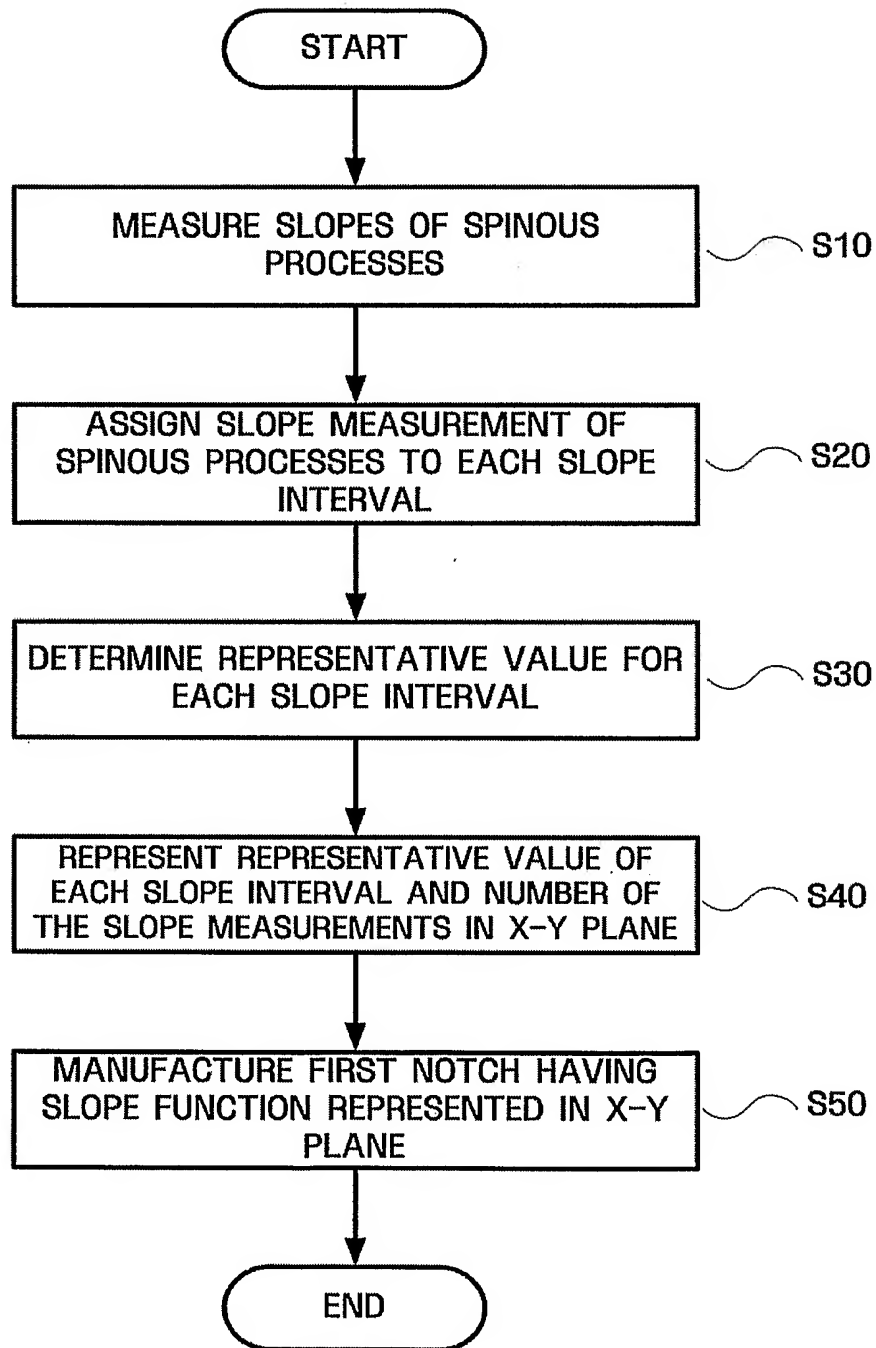 START
MEASURE SLOPES OF SPINOUS
PROCESSES
S10
ASSIGN SLOPE MEASUREMENT OF
SPINOUS PROCESSES TO EACH SLOPE
INTERVAL
S20
DETERMINE REPRESENTATIVE VALUE FOR
EACH SLOPE INTERVAL
S30
REPRESENT REPRESENTATIVE VALUE OF
EACH SLOPE INTERVAL AND NUMBER OF
THE SLOPE MEASUREMENTS IN X-Y PLANE
S40
MANUFACTURE FIRST NOTCH HAVING
SLOPE FUNCTION REPRESENTED IN X-Y
PLANE
S50
END